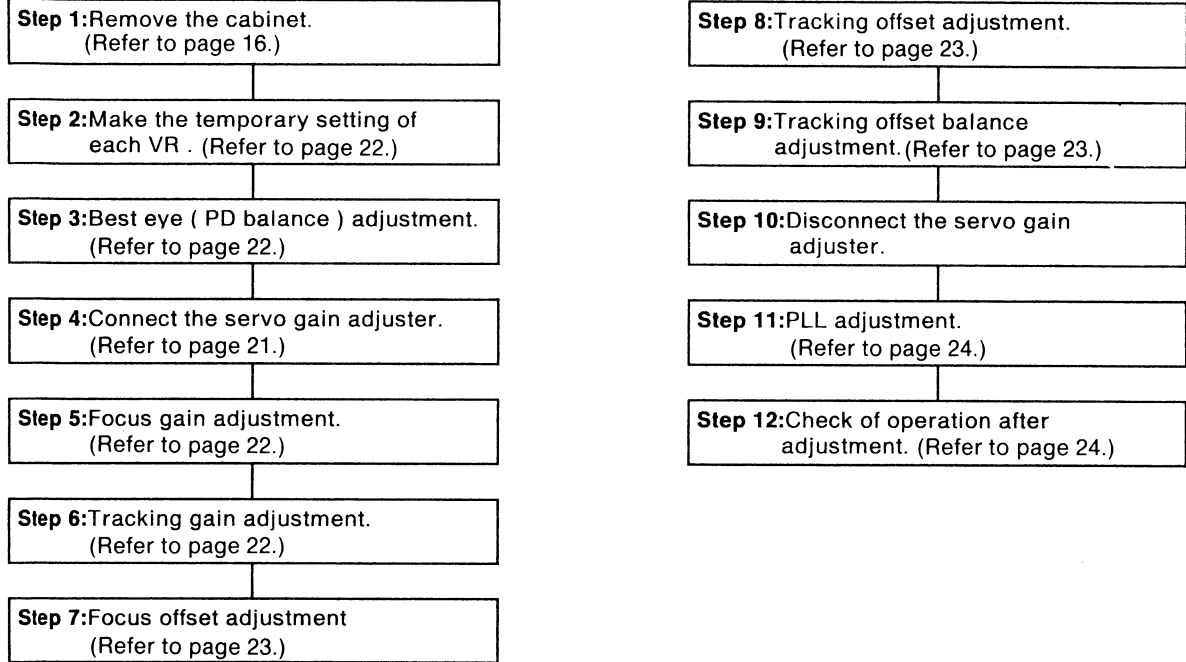 Step 1:Remove the cabinet.
(Refer to page 16.)
Step 2:Make the temporary setting of
each VR . (Refer to page 22.)
Step 3:Best eye ( PD balance ) adjustment.
(Refer to page 22.)
Step 4:Connect the servo gain adjuster.
(Refer to page 21.)
Step 5:Focus gain adjustment.
(Refer to page 22.)
Step 6:Tracking gain adjustment.
(Refer to page 22.)
Step 7:Focus offset adjustment
(Refer to page 23.)
Step 8:Tracking offset adjustment.
(Refer to page 23.)
Step 9:Tracking offset balance
adjustment.(Refer to page 23.)
Step 10:Disconnect the servo gain
adjuster.
Step 11:PLL adjustment.
(Refer to page 24.)
Step 12:Check of operation after
adjustment. (Refer to page 24.)